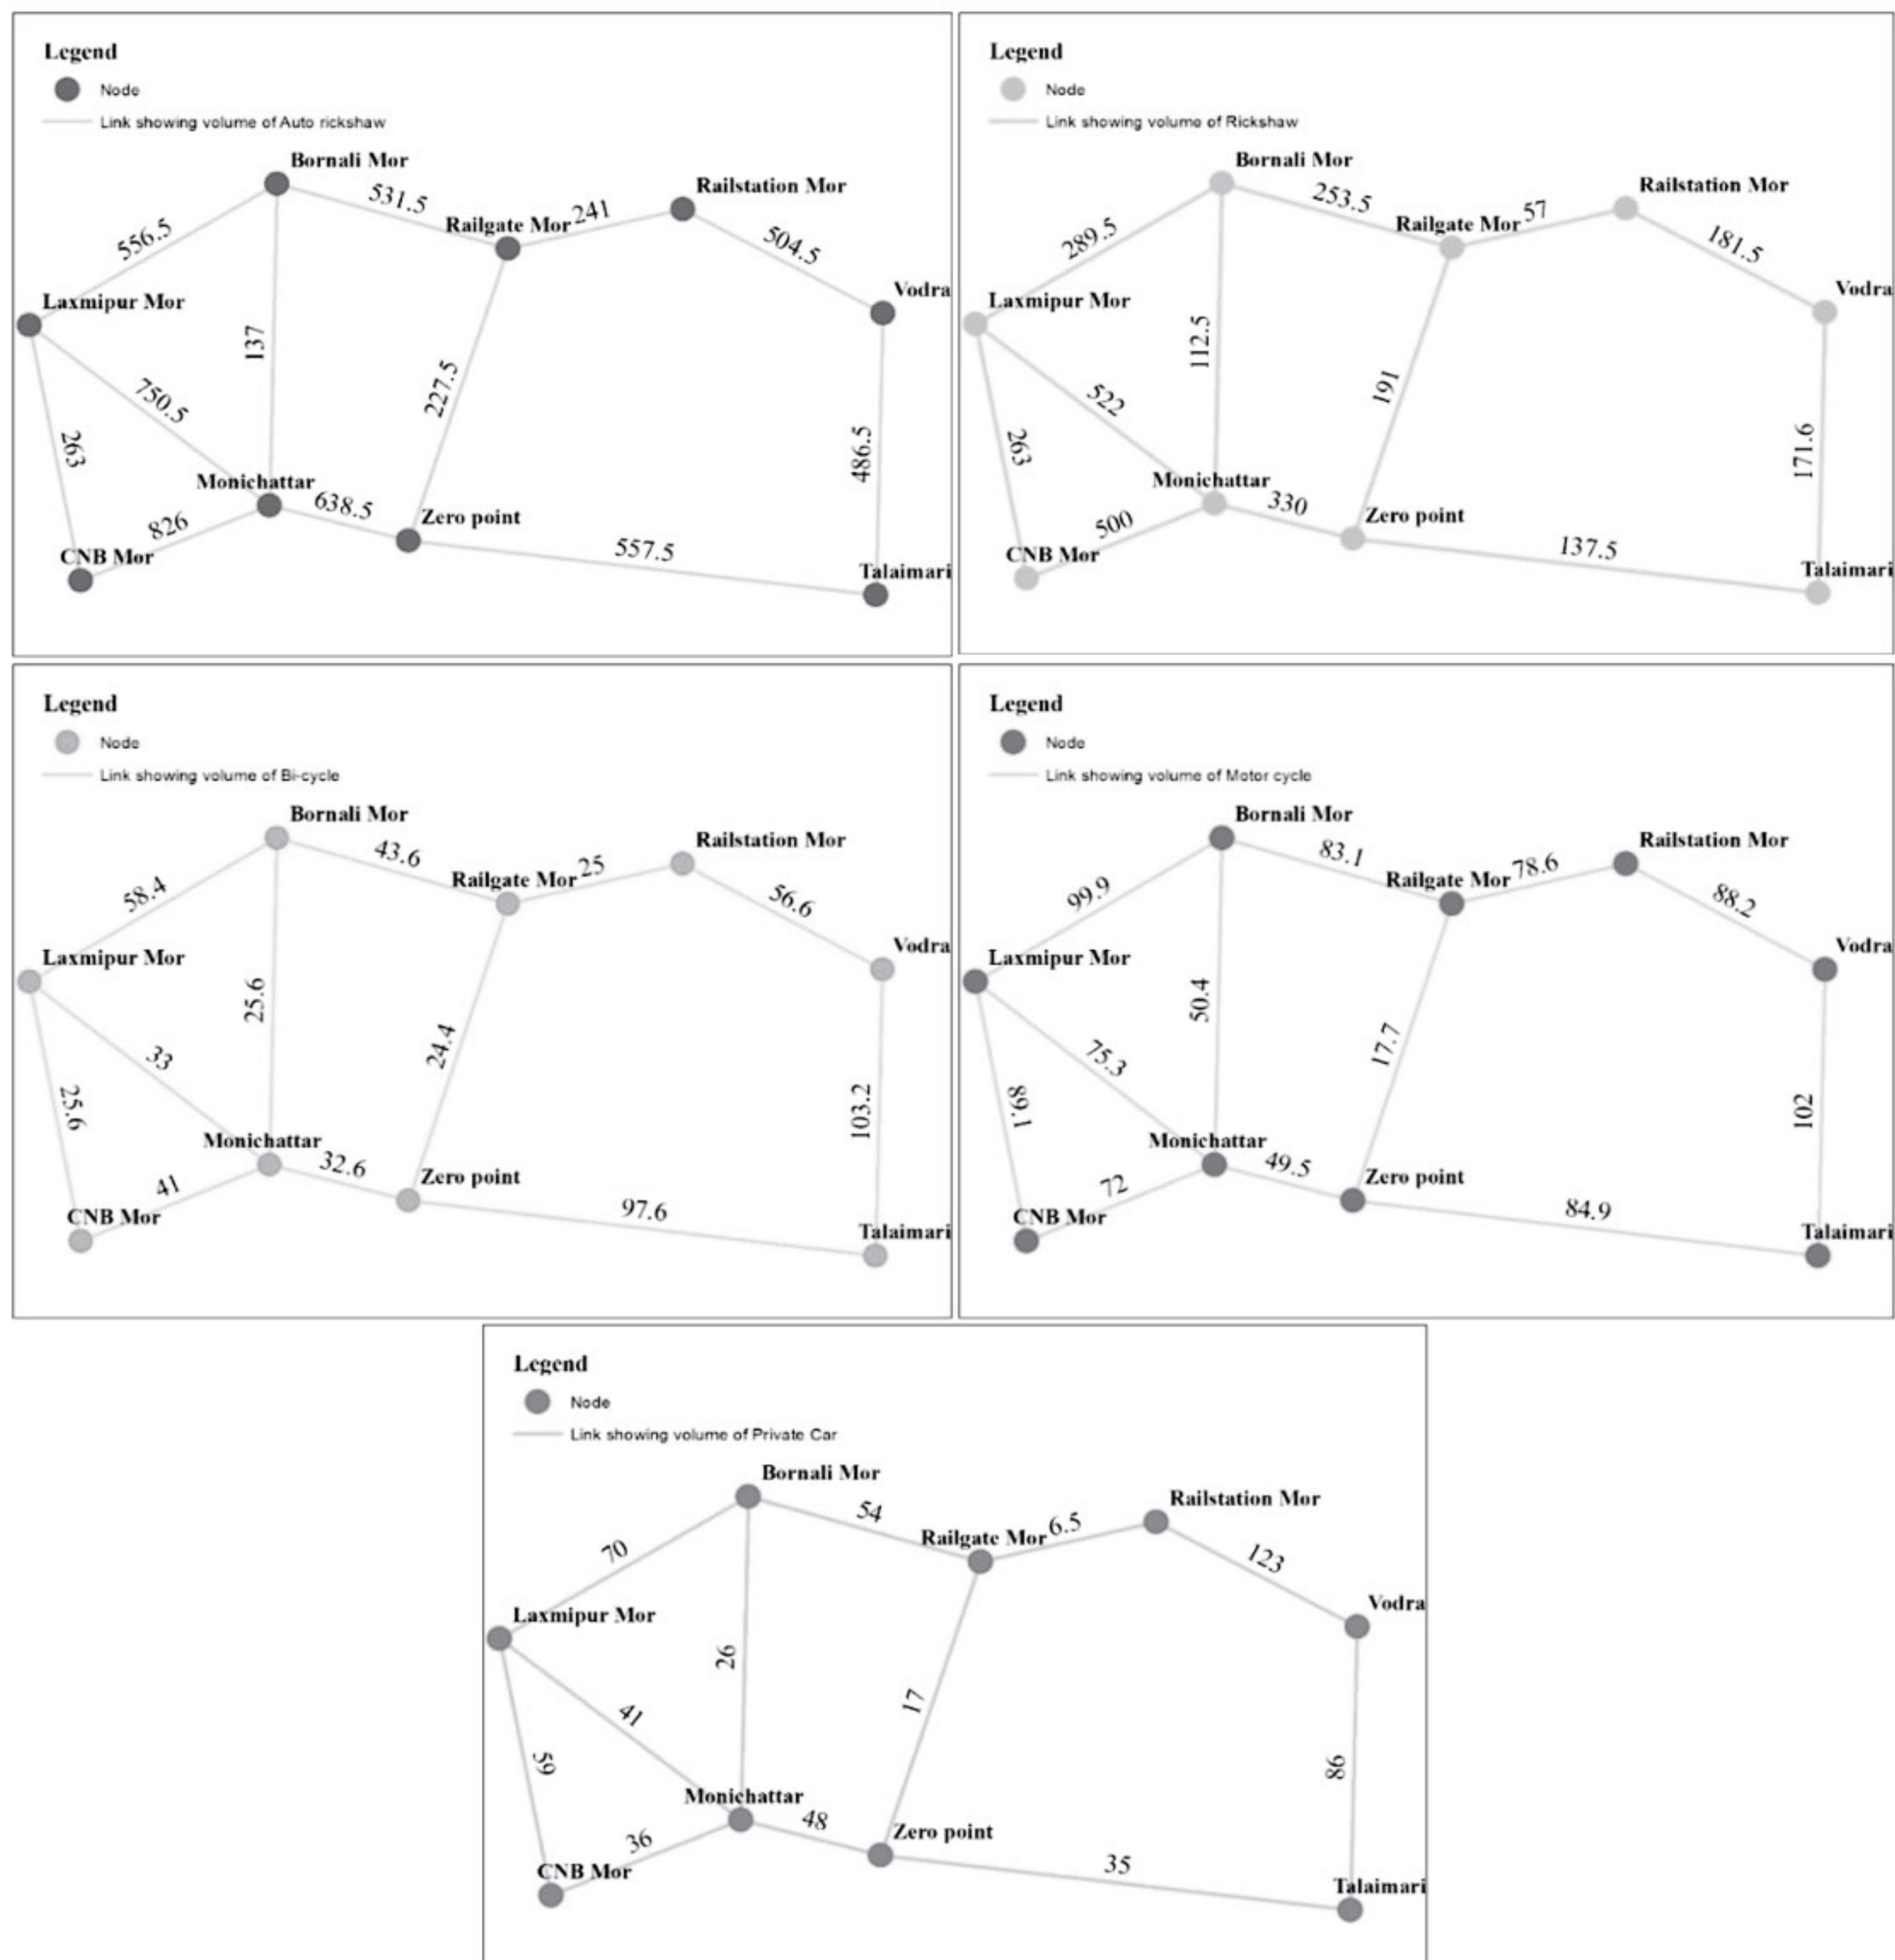 Legend
Node
Link showing volume of Auto rickshaw
Bornali Mor
531.5
Railgate Mor
241
Railstation Mor
504.5
556.5
Vodra
Laxmipur Mor
137
227.5
750.5
263
486.5
Monichattar
638.5
Zero point
826
557.5
CNB Mor
Talaimari
Legend
Node
Link showing volume of Rickshaw
Bornali Mor
253.5
Railgate Mor
57
Railstation Mor
181.5
289.5
Vodra
Laxmipur Mor
112.5
191
522
263
171.6
Monichattar
330
Zero point
500
137.5
CNB Mor
Talaimari
Legend
Node
Link showing volume of Bi-cycle
Bornali Mor
43.6
Railgate Mor
25
Railstation Mor
56.6
58.4
Vodra
Laxmipur Mor
25.6
24.4
33
25.6
103.2
Monichattar
32.6
Zero point
41
97.6
CNB Mor
Talaimari
Legend
Node
Link showing volume of Motor cycle
Bornali Mor
83.1
Railgate Mor
78.6
Railstation Mor
88.2
99.9
Vodra
Laxmipur Mor
50.4
17.7
75.3
89.1
102
Monichattar
49.5
Zero point
72
84.9
CNB Mor
Talaimari
Legend
Node
Link showing volume of Private Car
Bornali Mor
54
Railgate Mor
6.5
Railstation Mor
123
70
Vodra
Laxmipur Mor
26
17
41
59
86
Monichattar
48
Zero point
36
35
CNB Mor
Talaimari